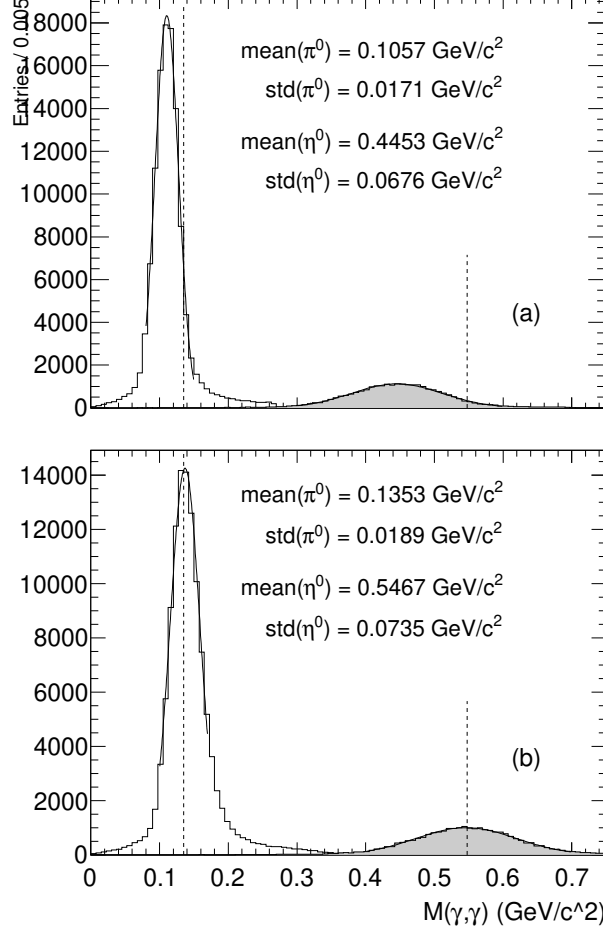 Entries / 0.005
18000
16000
14000
12000
10000
8000
6000
4000
2000
0
mean(π⁰) = 0.1057 GeV/c²
std(π⁰) = 0.0171 GeV/c²
mean(η⁰) = 0.4453 GeV/c²
std(η⁰) = 0.0676 GeV/c²
(a)
14000
12000
10000
8000
6000
4000
2000
0
mean(π⁰) = 0.1353 GeV/c²
std(π⁰) = 0.0189 GeV/c²
mean(η⁰) = 0.5467 GeV/c²
std(η⁰) = 0.0735 GeV/c²
(b)
0 0.1 0.2 0.3 0.4 0.5 0.6 0.7
M(γ,γ) (GeV/c^2)